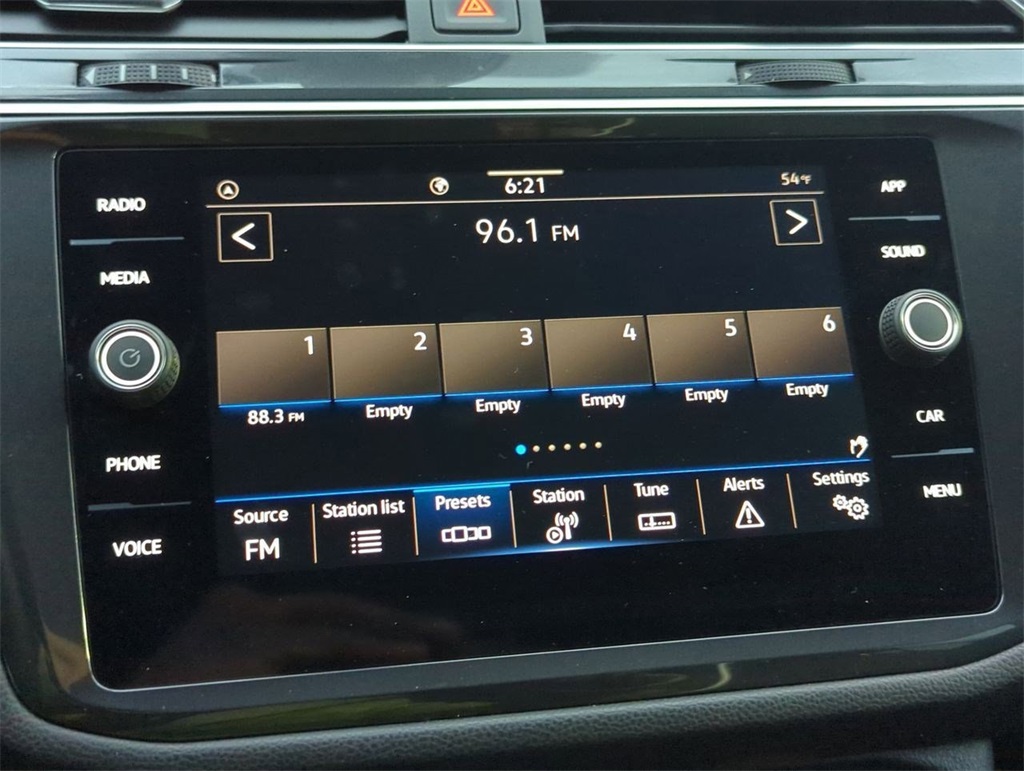 RADIO
MEDIA
PHONE
VOICE
6:21
54°F
96.1 FM
1
2
3
4
5
6
88.3 FM
Empty
Empty
Empty
Empty
Empty
Source
FM
Station list
Presets
Station
Tune
Alerts
Settings
APP
SOUND
CAR
MENU